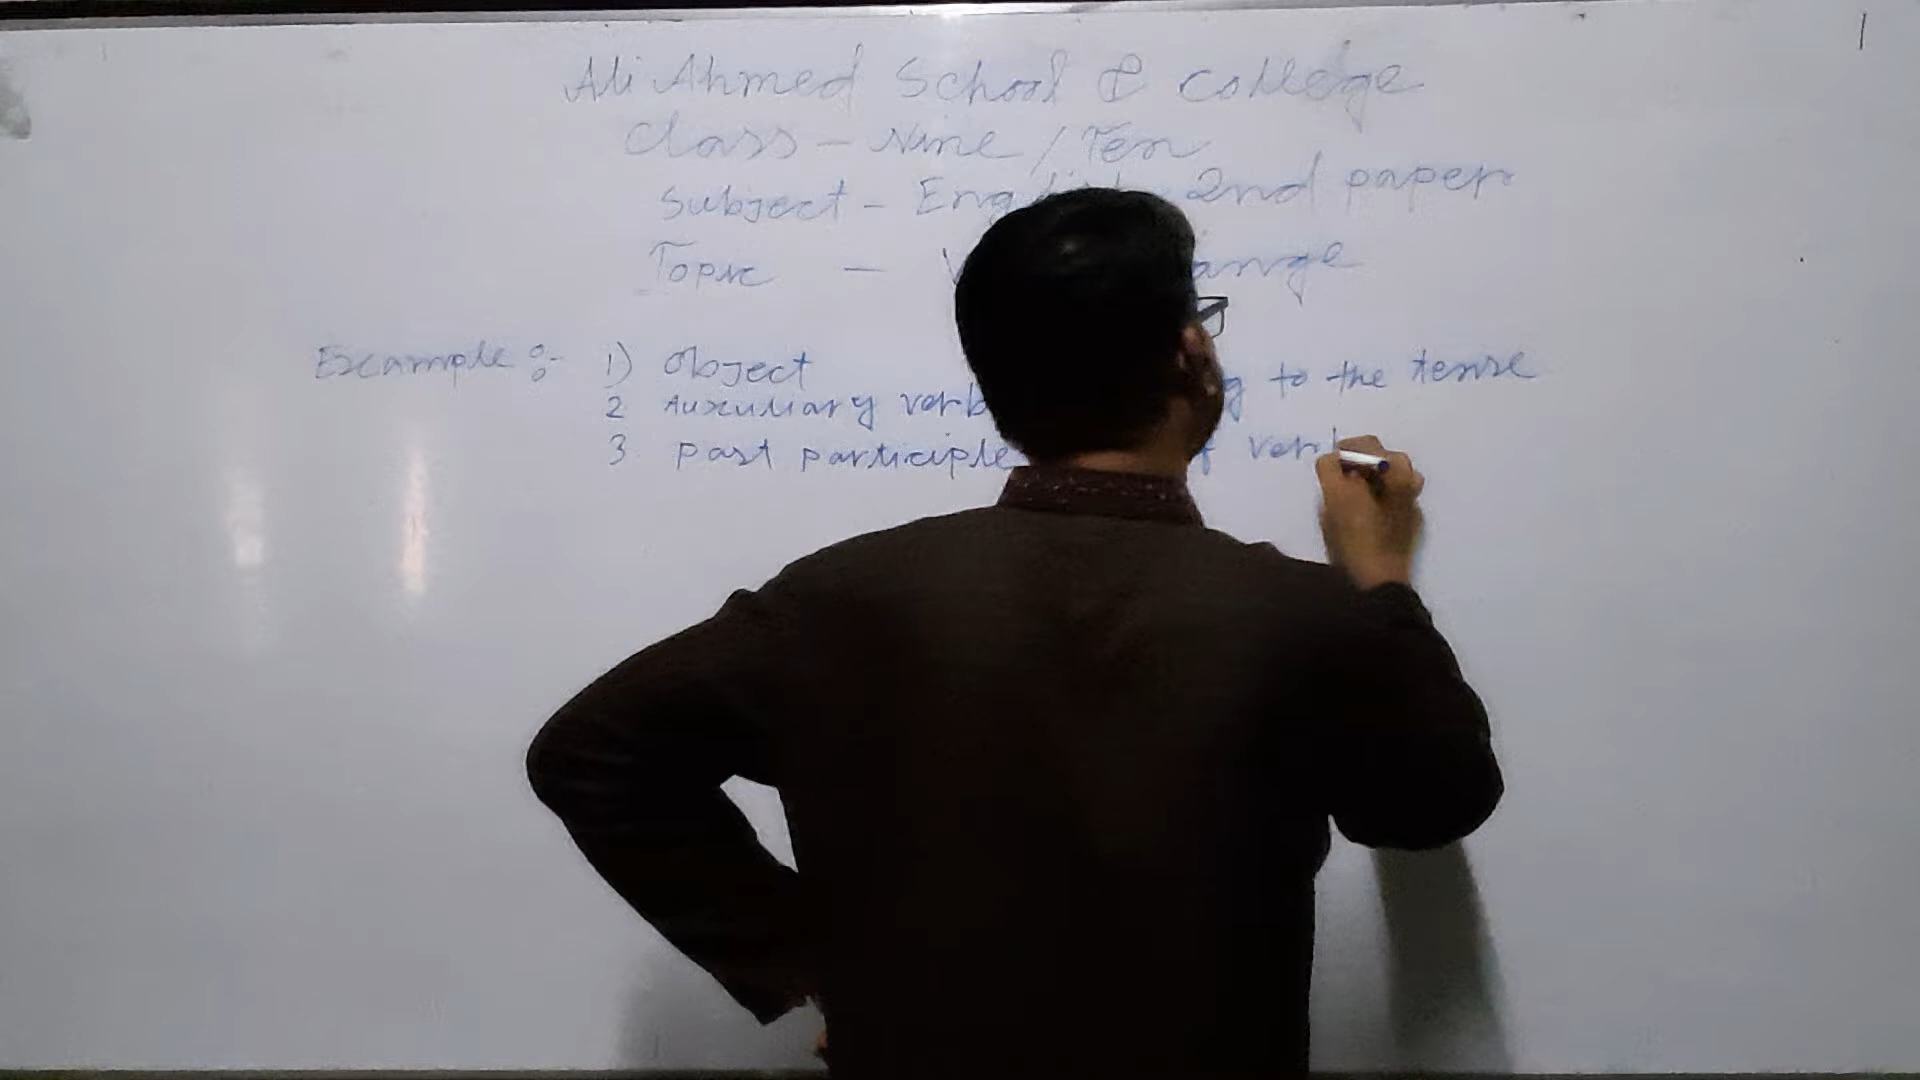 Ali Ahmed School & college
Class - Nine / Ten
Subject - 2nd paper
Topic -
Example :- 1) Object
2 Auxuliary verb to the tense
3. past participle verb